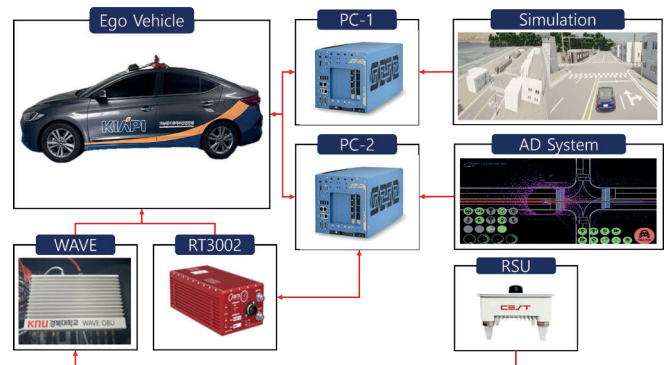 Ego Vehicle
PC-1
Simulation
KIAPI
PC-2
AD System
WAVE
RT3002
RSU
KNU 경북대학교 WAVE OBU
CEST